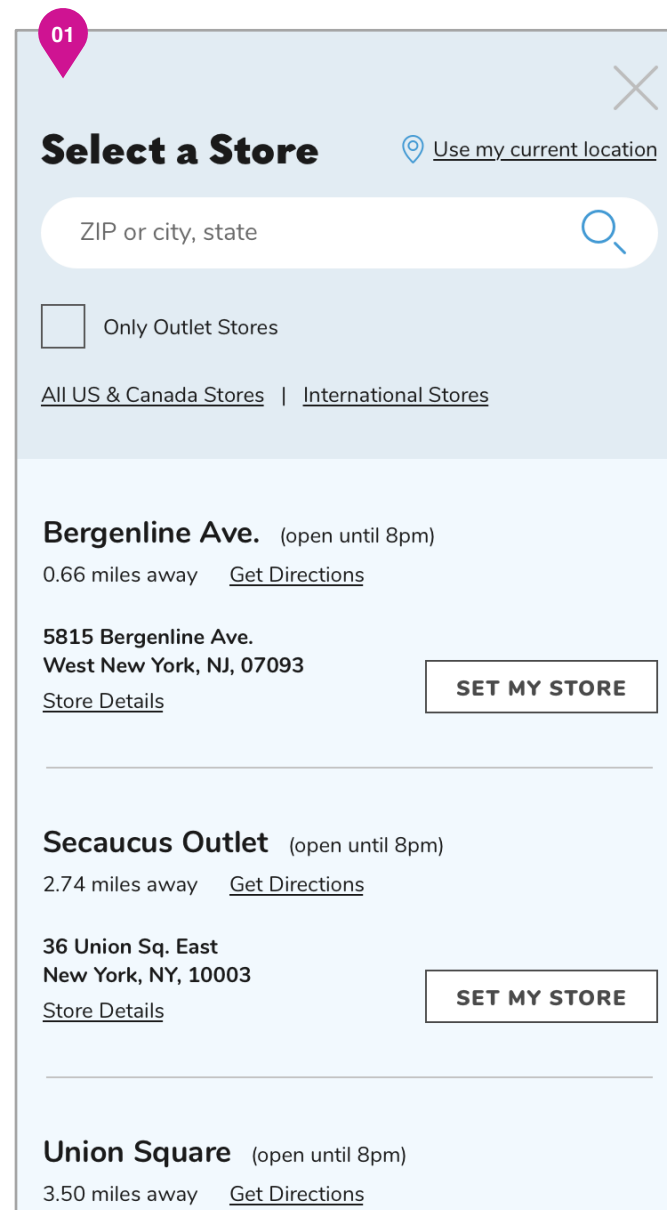 01
Select a Store
Use my current location
ZIP or city, state
Only Outlet Stores
All US & Canada Stores | International Stores
Bergenline Ave. (open until 8pm)
0.66 miles away Get Directions
5815 Bergenline Ave.
West New York, NJ, 07093
Store Details
SET MY STORE
Secaucus Outlet (open until 8pm)
2.74 miles away Get Directions
36 Union Sq. East
New York, NY, 10003
Store Details
SET MY STORE
Union Square (open until 8pm)
3.50 miles away Get Directions